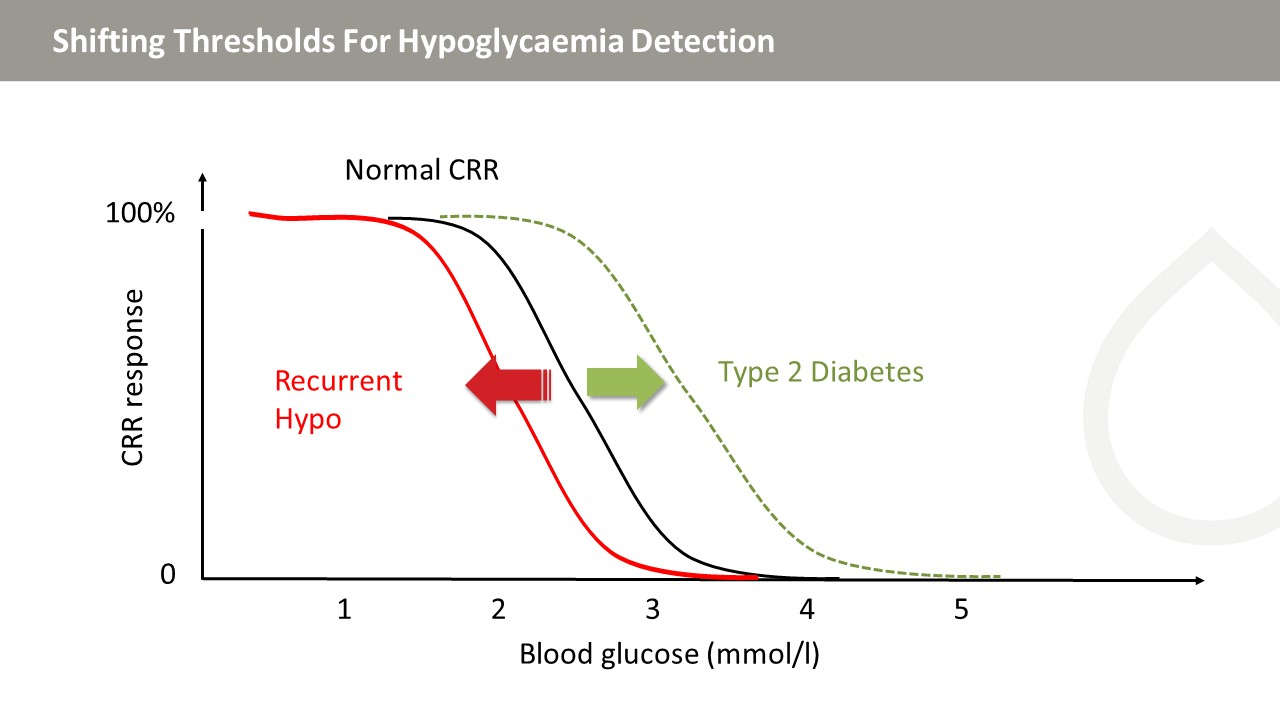 Shifting Thresholds For Hypoglycaemia Detection
Normal CRR
100%
CRR response
Recurrent
Hypo
Type 2 Diabetes
0
1 2 3 4 5
Blood glucose (mmol/l)